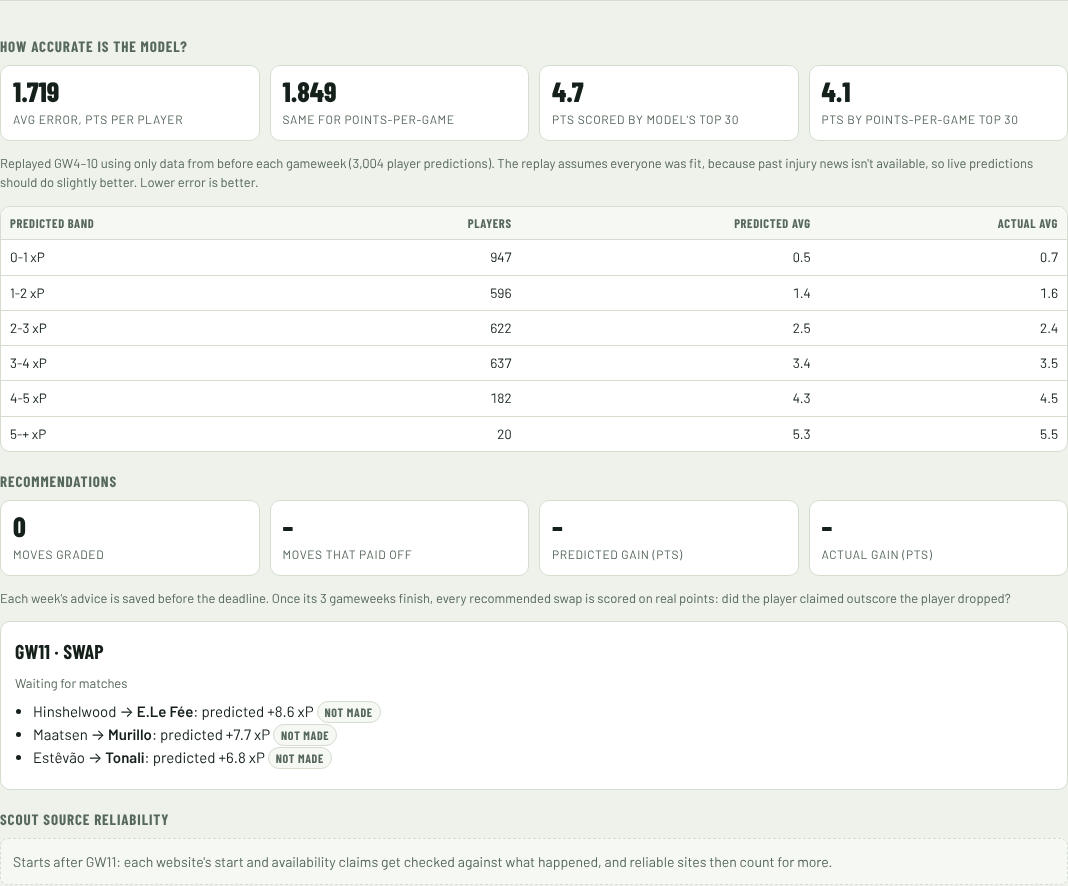 HOW ACCURATE IS THE MODEL?
1.719
AVG ERROR, PTS PER PLAYER
1.849
SAME FOR POINTS-PER-GAME
4.7
PTS SCORED BY MODEL'S TOP 30
4.1
PTS BY POINTS-PER-GAME TOP 30
Replayed GW4–10 using only data from before each gameweek (3,004 player predictions). The replay assumes everyone was fit, because past injury news isn't available, so live predictions
should do slightly better. Lower error is better.
PREDICTED BAND PLAYERS PREDICTED AVG ACTUAL AVG
0-1 xP 947 0.5 0.7
1-2 xP 596 1.4 1.6
2-3 xP 622 2.5 2.4
3-4 xP 637 3.4 3.5
4-5 xP 182 4.3 4.5
5-+ xP 20 5.3 5.5
RECOMMENDATIONS
0
MOVES GRADED
–
MOVES THAT PAID OFF
–
PREDICTED GAIN (PTS)
–
ACTUAL GAIN (PTS)
Each week's advice is saved before the deadline. Once its 3 gameweeks finish, every recommended swap is scored on real points: did the player claimed outscore the player dropped?
GW11 · SWAP
Waiting for matches
• Hinshelwood → E.Le Fée: predicted +8.6 xP NOT MADE
• Maatsen → Murillo: predicted +7.7 xP NOT MADE
• Estêvão → Tonali: predicted +6.8 xP NOT MADE
SCOUT SOURCE RELIABILITY
Starts after GW11: each website's start and availability claims get checked against what happened, and reliable sites then count for more.